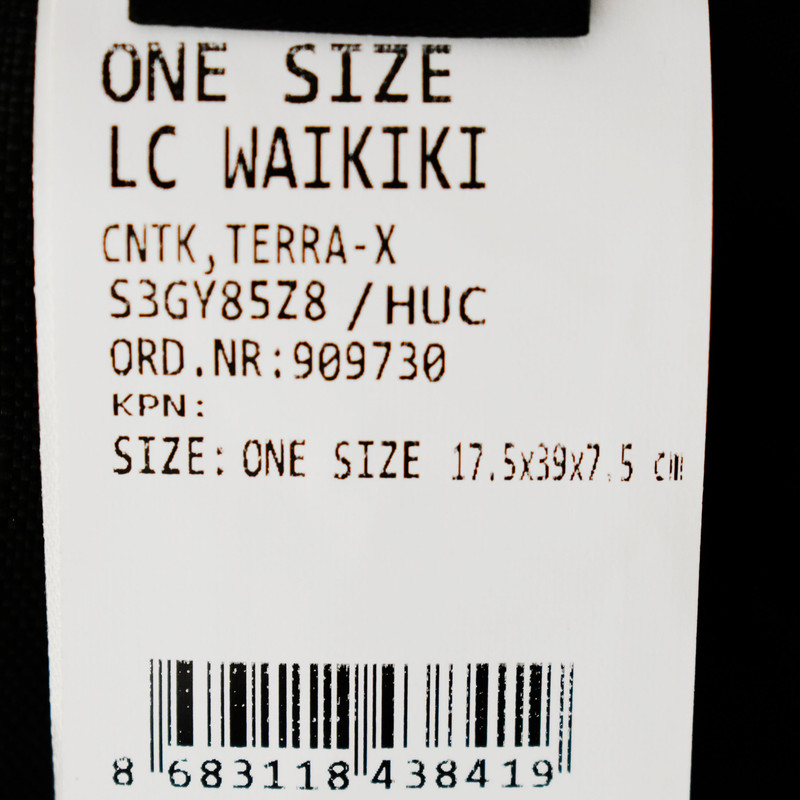 ONE SIZE
LC WAIKIKI
CNTK,TERRA-X
S3GY85Z8 /HUC
ORD.NR:909730
KPN:
SIZE: ONE SIZE 17.5x39x7.5 cm
8 683118 438419